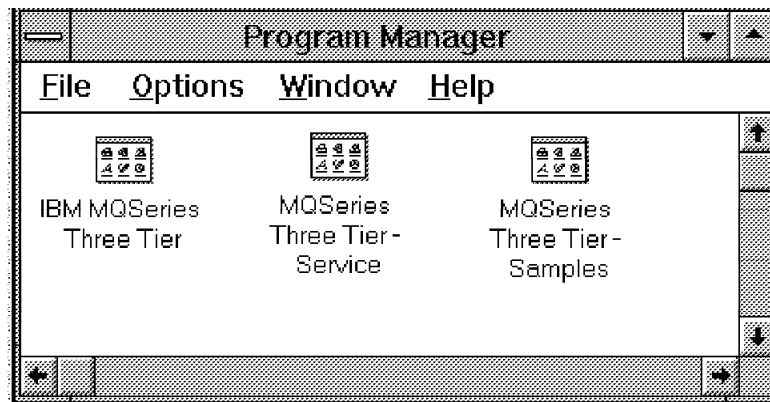 Program Manager
File Options Window Help
IBM MQSeries
Three Tier
MQSeries
Three Tier -
Service
MQSeries
Three Tier -
Samples